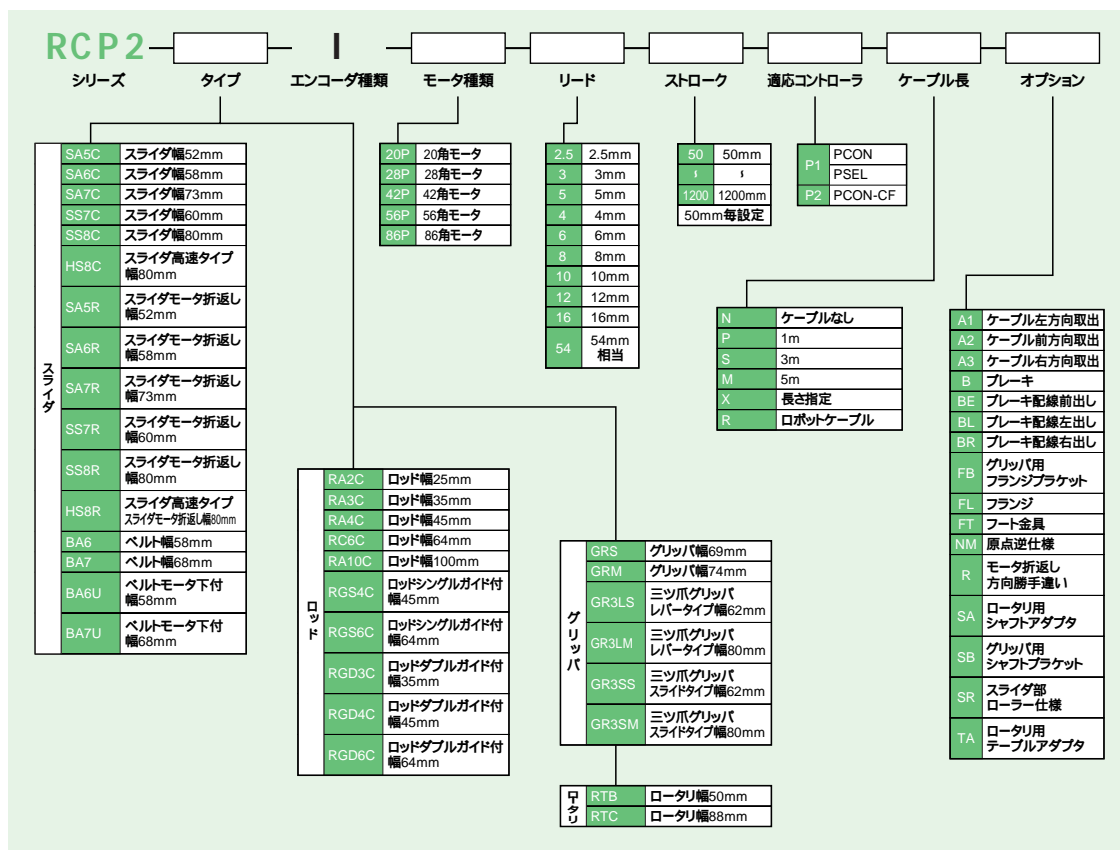 RCP2 I
シリーズ タイプ エンコーダ種類 モータ種類 リード ストローク 適応コントローラ ケーブル長 オプション
スライダ
SA5C スライダ幅52mm
SA6C スライダ幅58mm
SA7C スライダ幅73mm
SS7C スライダ幅60mm
SS8C スライダ幅80mm
HS8C スライダ高速タイプ
幅80mm
SA5R スライダモータ折返し
幅52mm
SA6R スライダモータ折返し
幅58mm
SA7R スライダモータ折返し
幅73mm
SS7R スライダモータ折返し
幅60mm
SS8R スライダモータ折返し
幅80mm
HS8R スライダ高速タイプ
スライダモータ折返し幅80mm
BA6 ベルト幅58mm
BA7 ベルト幅68mm
BA6U ベルトモータ下付
幅58mm
BA7U ベルトモータ下付
幅68mm
ロッド
RA2C ロッド幅25mm
RA3C ロッド幅35mm
RA4C ロッド幅45mm
RC6C ロッド幅64mm
RA10C ロッド幅100mm
RGS4C ロッドシングルガイド付
幅45mm
RGS6C ロッドシングルガイド付
幅64mm
RGD3C ロッドダブルガイド付
幅35mm
RGD4C ロッドダブルガイド付
幅45mm
RGD6C ロッドダブルガイド付
幅64mm
グリッパ
GRS グリッパ幅69mm
GRM グリッパ幅74mm
GR3LS 三ツ爪グリッパ
レバータイプ幅62mm
GR3LM 三ツ爪グリッパ
レバータイプ幅80mm
GR3SS 三ツ爪グリッパ
スライドタイプ幅62mm
GR3SM 三ツ爪グリッパ
スライドタイプ幅80mm
ロータリ
RTB ロータリ幅50mm
RTC ロータリ幅88mm
20P 20角モータ
28P 28角モータ
42P 42角モータ
56P 56角モータ
86P 86角モータ
2.5 2.5mm
3 3mm
5 5mm
4 4mm
6 6mm
8 8mm
10 10mm
12 12mm
16 16mm
54 54mm
相当
50 50mm
≀ ≀
1200 1200mm
50mm毎設定
P1 PCON
PSEL
P2 PCON-CF
N ケーブルなし
P 1m
S 3m
M 5m
X 長さ指定
R ロボットケーブル
A1 ケーブル左方向取出
A2 ケーブル前方向取出
A3 ケーブル右方向取出
B ブレーキ
BE ブレーキ配線前出し
BL ブレーキ配線左出し
BR ブレーキ配線右出し
FB グリッパ用
フランジブラケット
FL フランジ
FT フート金具
NM 原点逆仕様
R モータ折返し
方向勝手違い
SA ロータリ用
シャフトアダプタ
SB グリッパ用
シャフトブラケット
SR スライダ部
ローラー仕様
TA ロータリ用
テーブルアダプタ